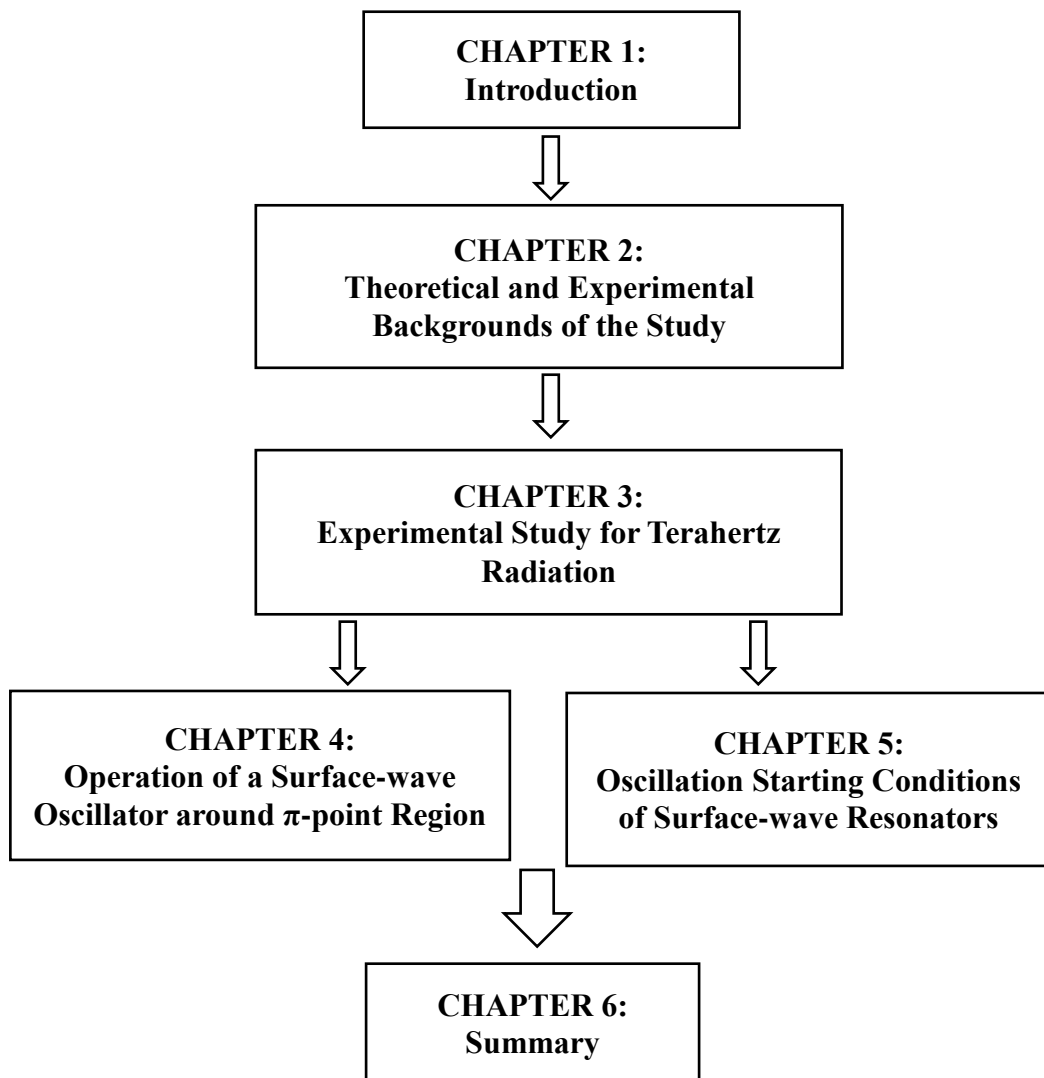 CHAPTER 1:
Introduction
CHAPTER 2:
Theoretical and Experimental
Backgrounds of the Study
CHAPTER 3:
Experimental Study for Terahertz
Radiation
CHAPTER 4:
Operation of a Surface-wave
Oscillator around π-point Region
CHAPTER 5:
Oscillation Starting Conditions
of Surface-wave Resonators
CHAPTER 6:
Summary